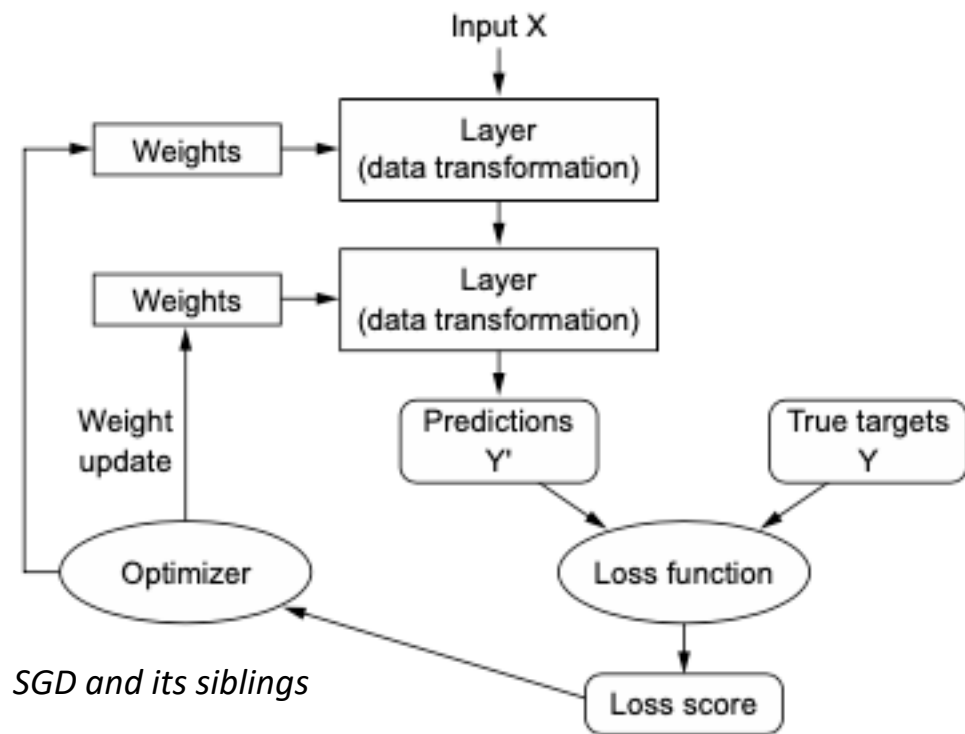 Input X
Layer
(data transformation)
Weights
Layer
(data transformation)
Weights
Weight
update
Predictions
Y'
True targets
Y
Optimizer
Loss function
SGD and its siblings
Loss score